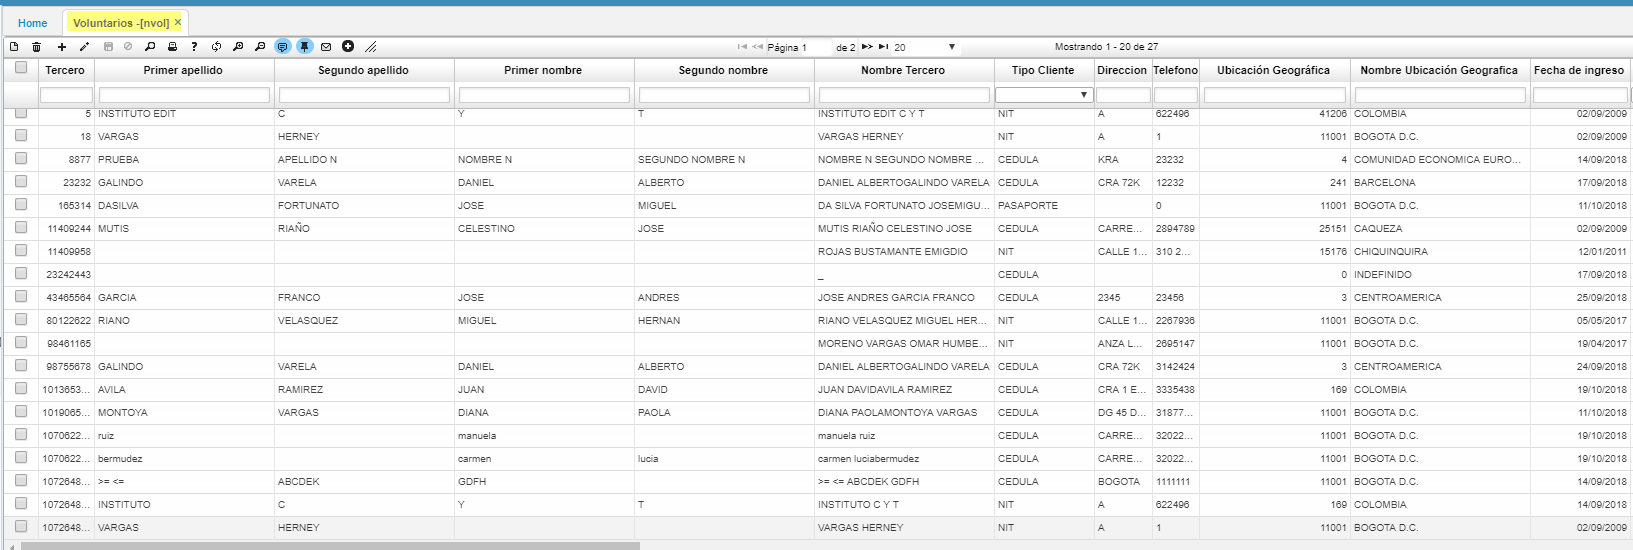 Home
Voluntarios -[nvol] ×
Página 1 de 2 20 Mostrando 1 - 20 de 27
Tercero Primer apellido Segundo apellido Primer nombre Segundo nombre Nombre Tercero Tipo Cliente Direccion Telefono Ubicación Geográfica Nombre Ubicación Geografica Fecha de ingreso
5 INSTITUTO EDIT C Y T INSTITUTO EDIT C Y T NIT A 622496 41206 COLOMBIA 02/09/2009
18 VARGAS HERNEY VARGAS HERNEY NIT A 1 11001 BOGOTA D.C. 02/09/2009
8877 PRUEBA APELLIDO N NOMBRE N SEGUNDO NOMBRE N NOMBRE N SEGUNDO NOMBRE ... CEDULA KRA 23232 4 COMUNIDAD ECONOMICA EURO... 14/09/2018
23232 GALINDO VARELA DANIEL ALBERTO DANIEL ALBERTOGALINDO VARELA CEDULA CRA 72K 12232 241 BARCELONA 17/09/2018
165314 DASILVA FORTUNATO JOSE MIGUEL DA SILVA FORTUNATO JOSEMIGU... PASAPORTE 0 11001 BOGOTA D.C. 11/10/2018
11409244 MUTIS RIAÑO CELESTINO JOSE MUTIS RIAÑO CELESTINO JOSE CEDULA CARRE... 2894789 25151 CAQUEZA 02/09/2009
11409958 ROJAS BUSTAMANTE EMIGDIO NIT CALLE 1... 310 2... 15176 CHIQUINQUIRA 12/01/2011
23242443 _ CEDULA 0 INDEFINIDO 17/09/2018
43465564 GARCIA FRANCO JOSE ANDRES JOSE ANDRES GARCIA FRANCO CEDULA 2345 23456 3 CENTROAMERICA 25/09/2018
80122622 RIANO VELASQUEZ MIGUEL HERNAN RIANO VELASQUEZ MIGUEL HER... NIT CALLE 1... 2267936 11001 BOGOTA D.C. 05/05/2017
98461165 MORENO VARGAS OMAR HUMBE... NIT ANZA L... 2695147 11001 BOGOTA D.C. 19/04/2017
98755678 GALINDO VARELA DANIEL ALBERTO DANIEL ALBERTOGALINDO VARELA CEDULA CRA 72K 3142424 3 CENTROAMERICA 24/09/2018
1013653... AVILA RAMIREZ JUAN DAVID JUAN DAVIDAVILA RAMIREZ CEDULA CRA 1 E... 3335438 169 COLOMBIA 19/10/2018
1019065... MONTOYA VARGAS DIANA PAOLA DIANA PAOLAMONTOYA VARGAS CEDULA DG 45 D... 31877... 11001 BOGOTA D.C. 11/10/2018
1070622... ruiz manuela manuela ruiz CEDULA CARRE... 32022... 11001 BOGOTA D.C. 19/10/2018
1070622... bermudez carmen lucia carmen luciabermudez CEDULA CARRE... 32022... 11001 BOGOTA D.C. 19/10/2018
1072648... >= <= ABCDEK GDFH >= <= ABCDEK GDFH CEDULA BOGOTA 1111111 11001 BOGOTA D.C. 14/09/2018
1072648... INSTITUTO C Y T INSTITUTO C Y T NIT A 622496 169 COLOMBIA 14/09/2018
1072648... VARGAS HERNEY VARGAS HERNEY NIT A 1 11001 BOGOTA D.C. 02/09/2009